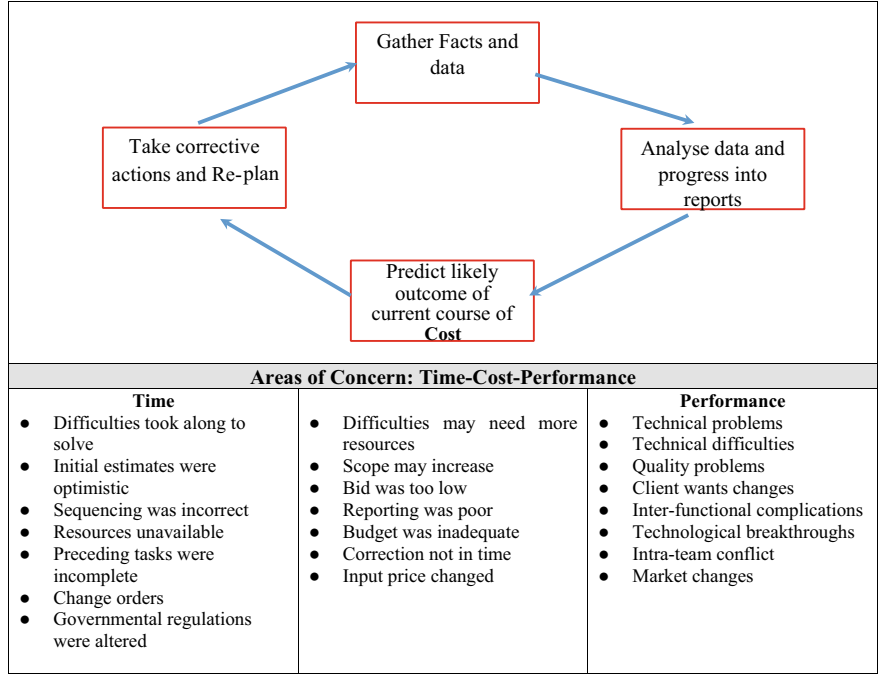 Gather Facts and
data
Take corrective
actions and Re-plan
Analyse data and
progress into
reports
Predict likely
outcome of
current course of
Cost
Areas of Concern: Time-Cost-Performance
Time
● Difficulties took along to
solve
● Initial estimates were
optimistic
● Sequencing was incorrect
● Resources unavailable
● Preceding tasks were
incomplete
● Change orders
● Governmental regulations
were altered
● Difficulties may need more
resources
● Scope may increase
● Bid was too low
● Reporting was poor
● Budget was inadequate
● Correction not in time
● Input price changed
Performance
● Technical problems
● Technical difficulties
● Quality problems
● Client wants changes
● Inter-functional complications
● Technological breakthroughs
● Intra-team conflict
● Market changes